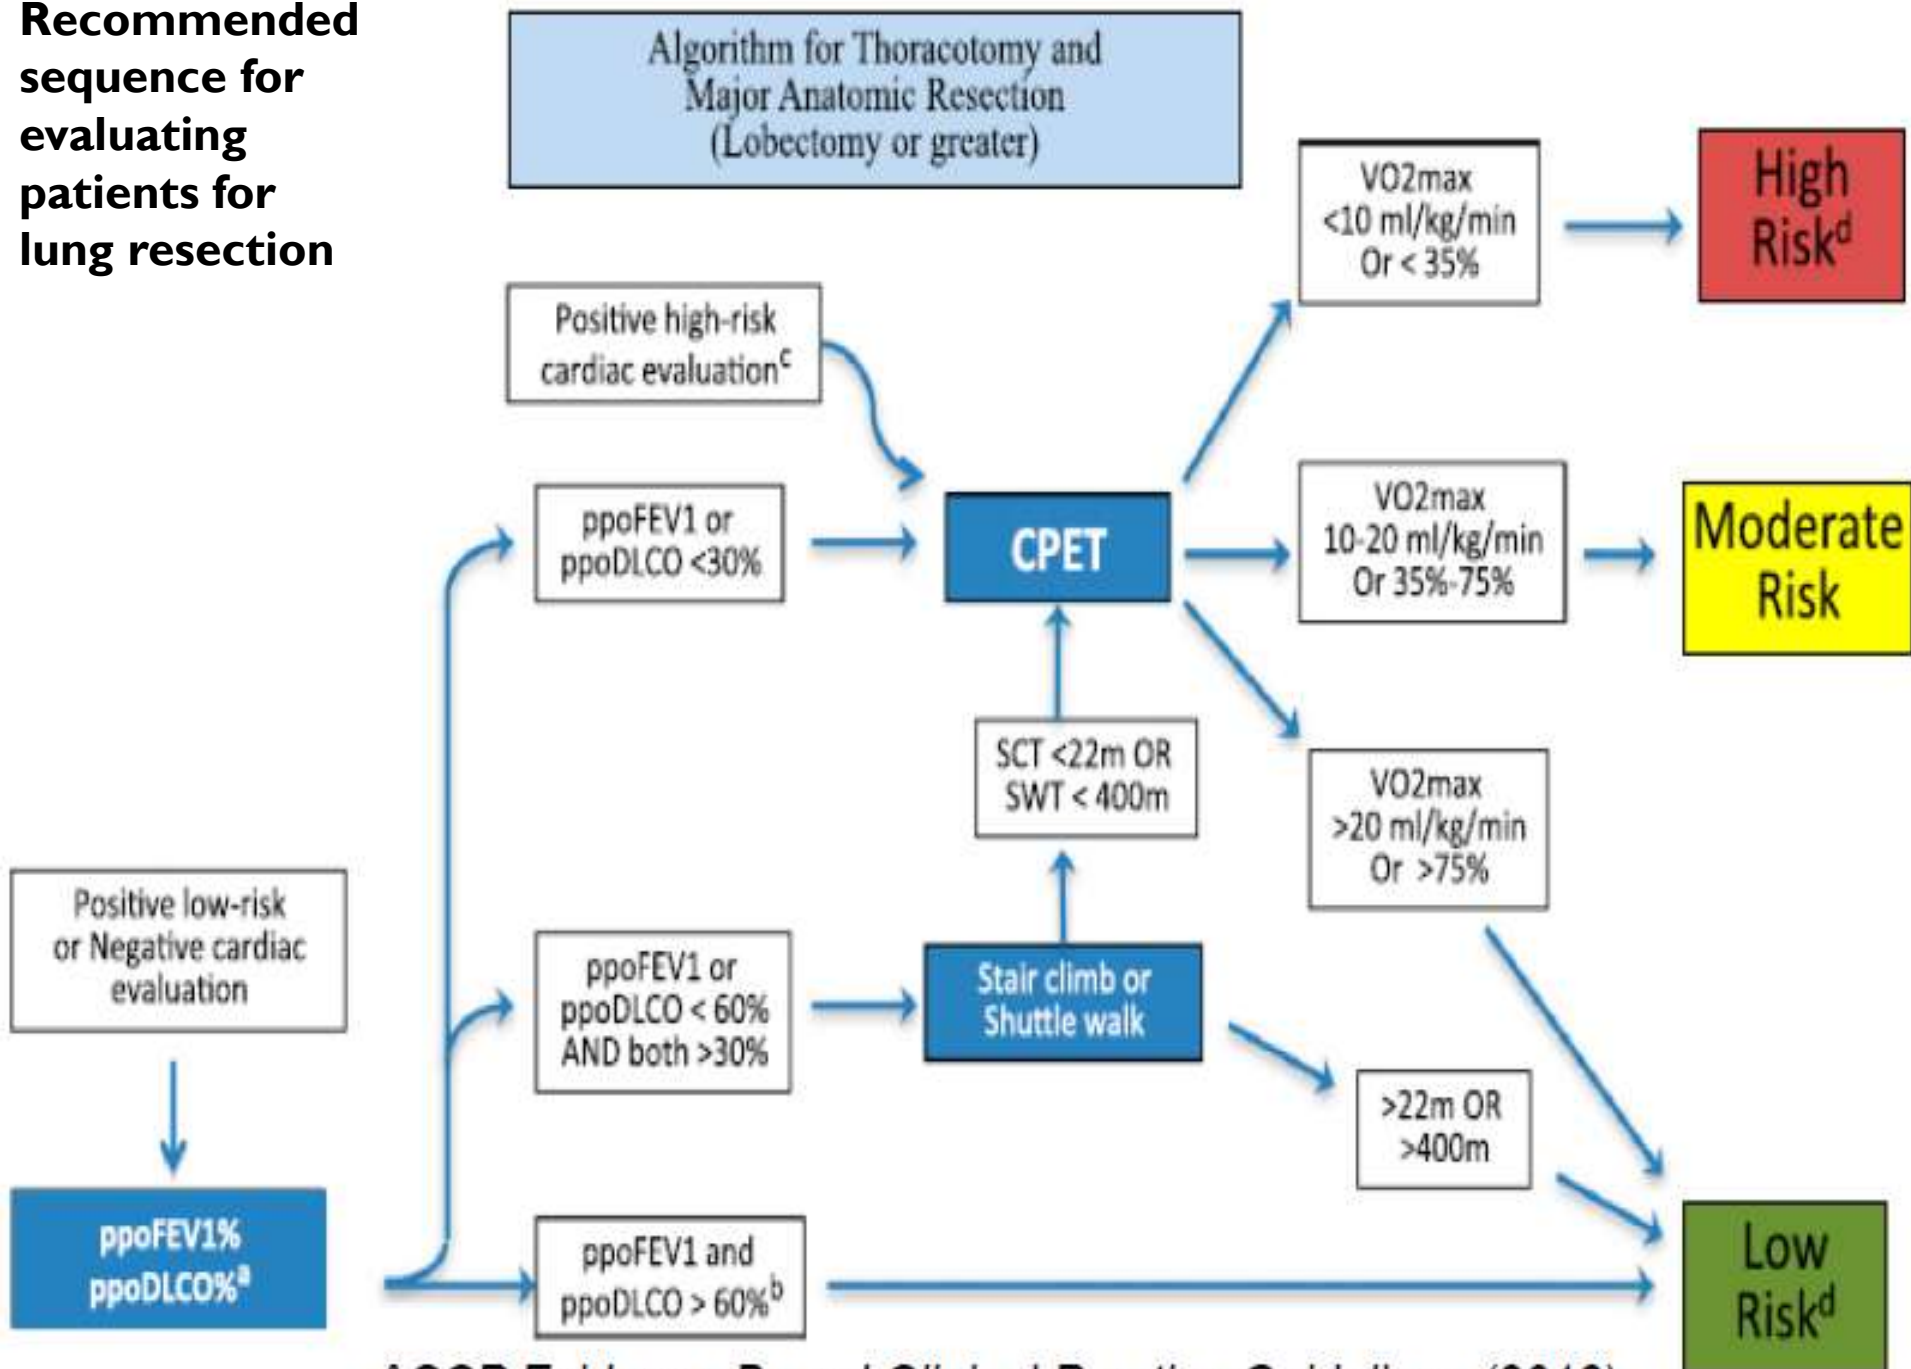 Recommended
sequence for
evaluating
patients for
lung resection
Algorithm for Thoracotomy and
Major Anatomic Resection
(Lobectomy or greater)
VO2max
<10 ml/kg/min
Or < 35%
High
Riskᵈ
Positive high-risk
cardiac evaluationᶜ
ppoFEV1 or
ppoDLCO <30%
CPET
VO2max
10-20 ml/kg/min
Or 35%-75%
Moderate
Risk
SCT <22m OR
SWT < 400m
VO2max
>20 ml/kg/min
Or >75%
Positive low-risk
or Negative cardiac
evaluation
ppoFEV1 or
ppoDLCO < 60%
AND both >30%
Stair climb or
Shuttle walk
>22m OR
>400m
ppoFEV1%
ppoDLCO%ᵃ
ppoFEV1 and
ppoDLCO > 60%ᵇ
Low
Riskᵈ